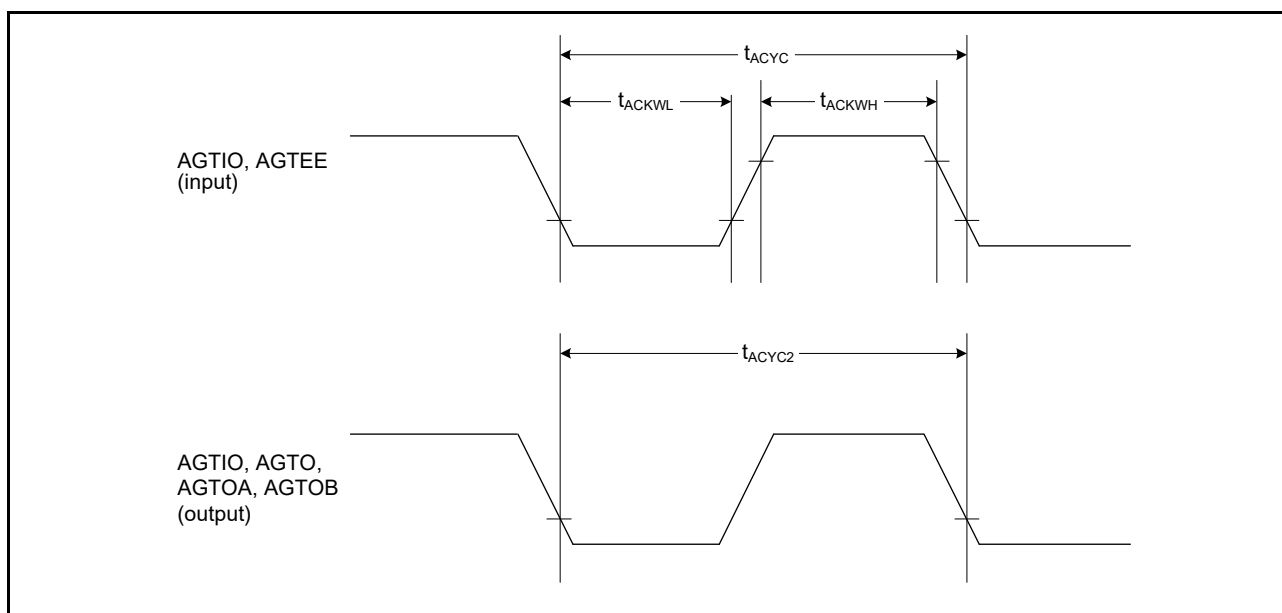 tACYC
tACKWL
tACKWH
AGTIO, AGTEE
(input)
tACYC2
AGTIO, AGTO,
AGTOA, AGTOB
(output)